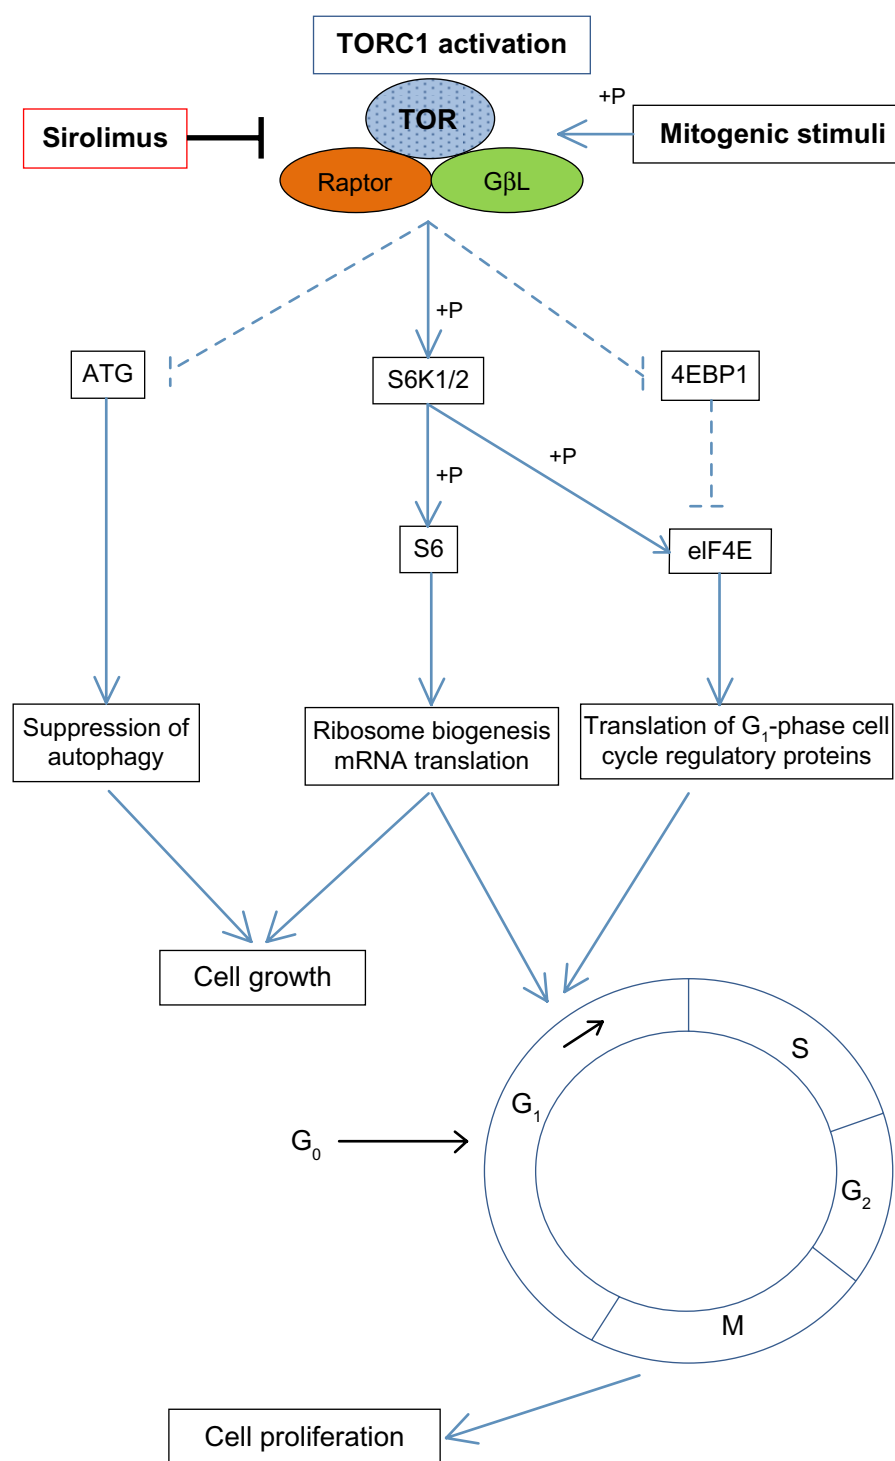 TORC1 activation
+P
Sirolimus
TOR
Mitogenic stimuli
Raptor
GβL
+P
ATG
S6K1/2
4EBP1
+P
+P
S6
eIF4E
Suppression of
autophagy
Ribosome biogenesis
mRNA translation
Translation of G₁-phase cell
cycle regulatory proteins
Cell growth
S
G₁
G₀
G₂
M
Cell proliferation